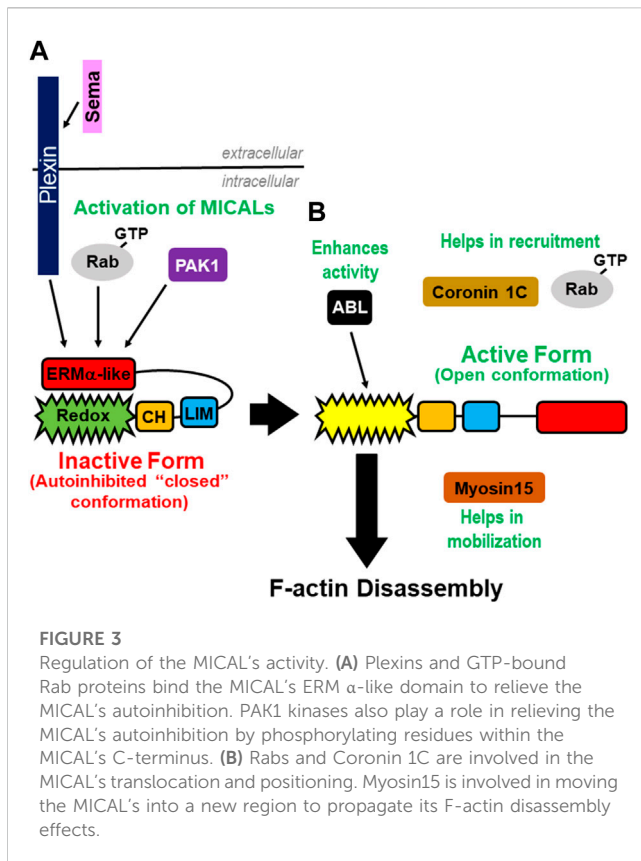 A
Sema
Plexin
extracellular
intracellular
Activation of MICALs
GTP
Rab
PAK1
ERMα-like
Redox
CH
LIM
Inactive Form
(Autoinhibited “closed”
conformation)
B
Enhances
activity
ABL
Helps in recruitment
Coronin 1C
GTP
Rab
Active Form
(Open conformation)
Myosin15
Helps in
mobilization
F-actin Disassembly
FIGURE 3
Regulation of the MICAL’s activity. (A) Plexins and GTP-bound
Rab proteins bind the MICAL’s ERM α-like domain to relieve the
MICAL’s autoinhibition. PAK1 kinases also play a role in relieving the
MICAL’s autoinhibition by phosphorylating residues within the
MICAL’s C-terminus. (B) Rabs and Coronin 1C are involved in the
MICAL’s translocation and positioning. Myosin15 is involved in moving
the MICAL’s into a new region to propagate its F-actin disassembly
effects.